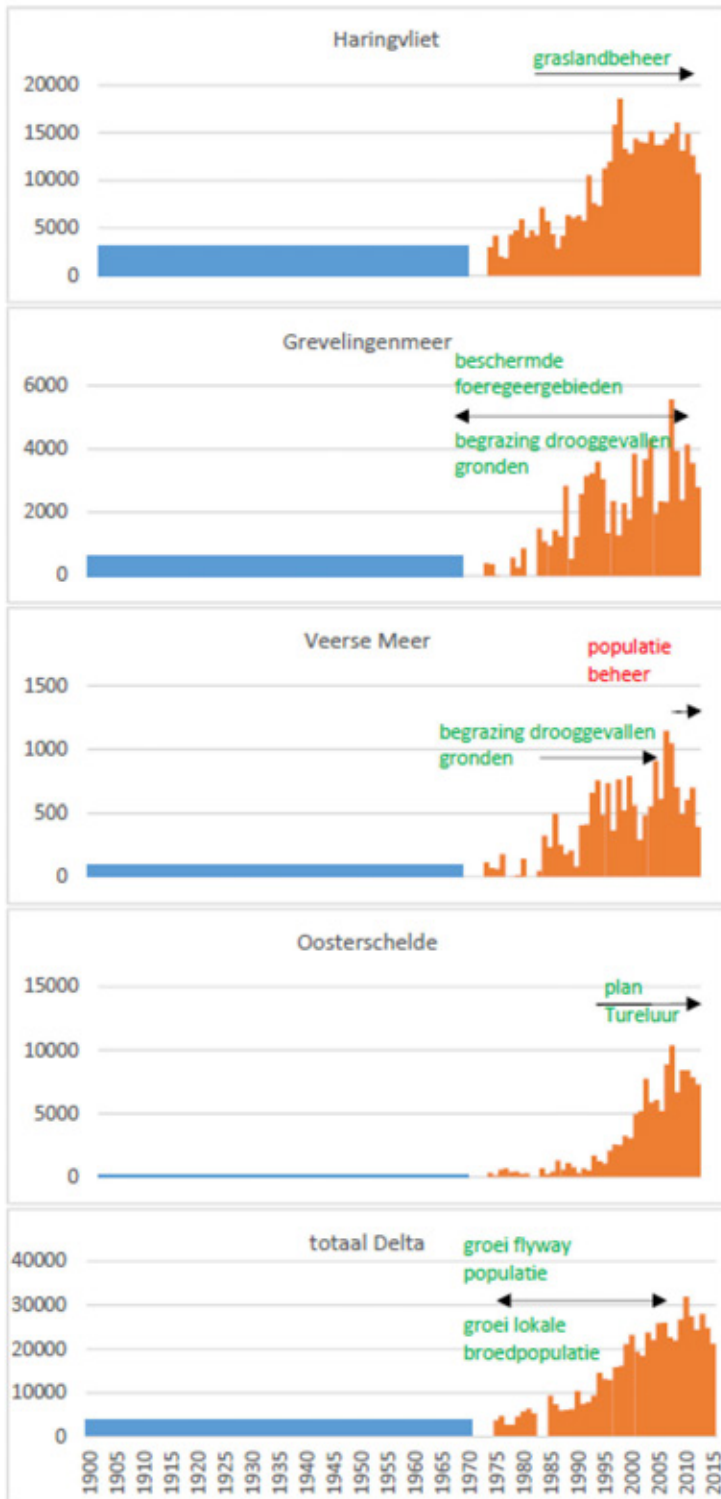 Haringvliet
graslandbeheer
20000
15000
10000
5000
0
Grevelingenmeer
beschermde
foeregeergebieden
begrazing drooggevallen
gronden
6000
4000
2000
0
Veerse Meer
populatie
beheer
begrazing drooggevallen
gronden
1500
1000
500
0
Oosterschelde
plan
Tureluur
15000
10000
5000
0
totaal Delta
groei flyway
populatie
groei lokale
broedpopulatie
40000
30000
20000
10000
0
1900 1905 1910 1915 1920 1925 1930 1935 1940 1945 1950 1955 1960 1965 1970 1975 1980 1985 1990 1995 2000 2005 2010 2015